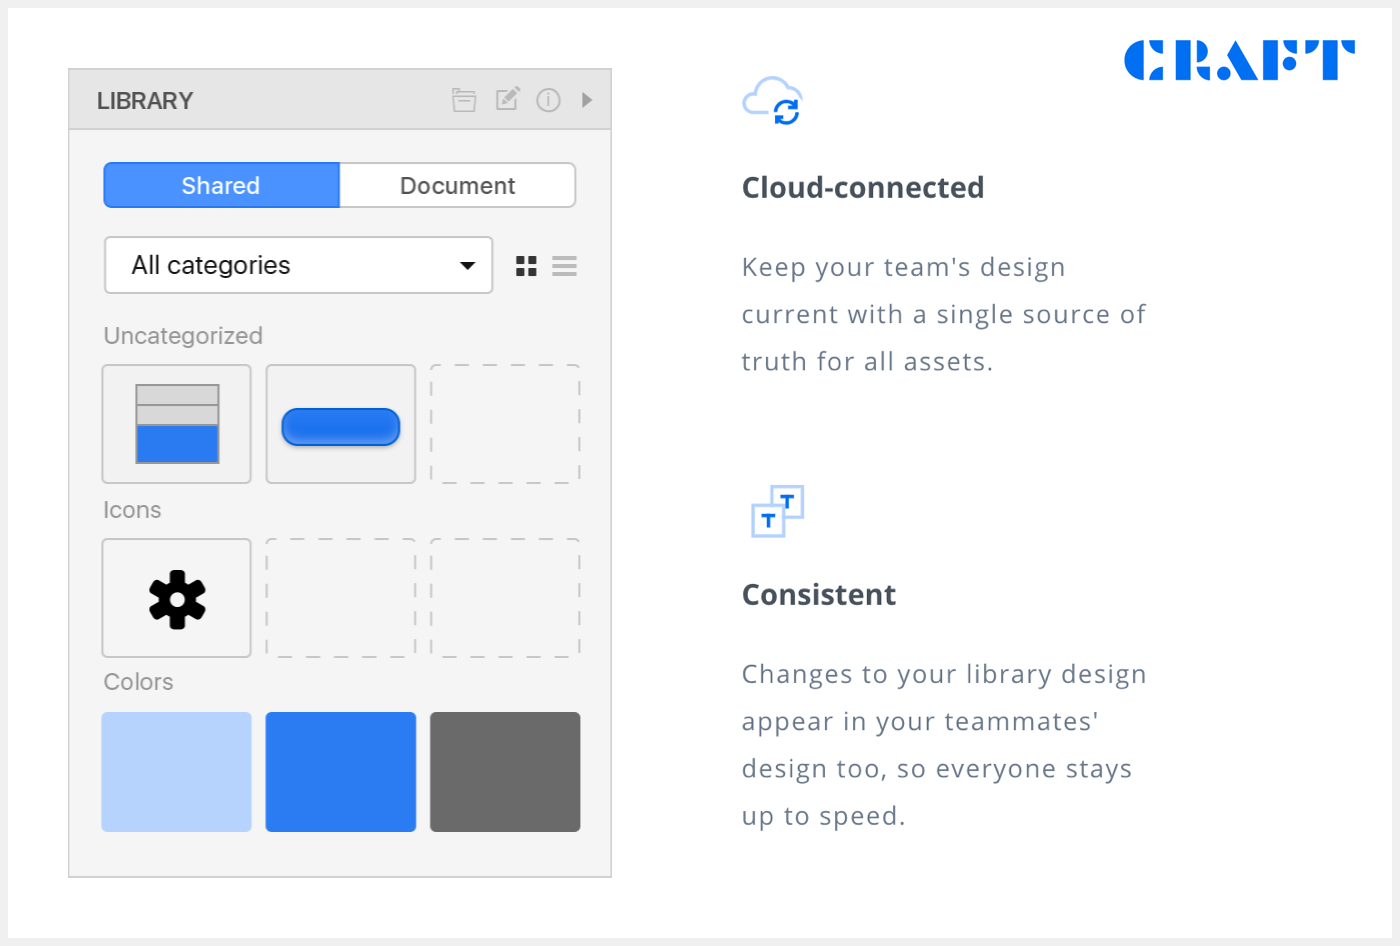 CRAFT
LIBRARY
Shared
Document
All categories
Uncategorized
Icons
Colors
Cloud-connected
Keep your team's design
current with a single source of
truth for all assets.
T
T
Consistent
Changes to your library design
appear in your teammates'
design too, so everyone stays
up to speed.